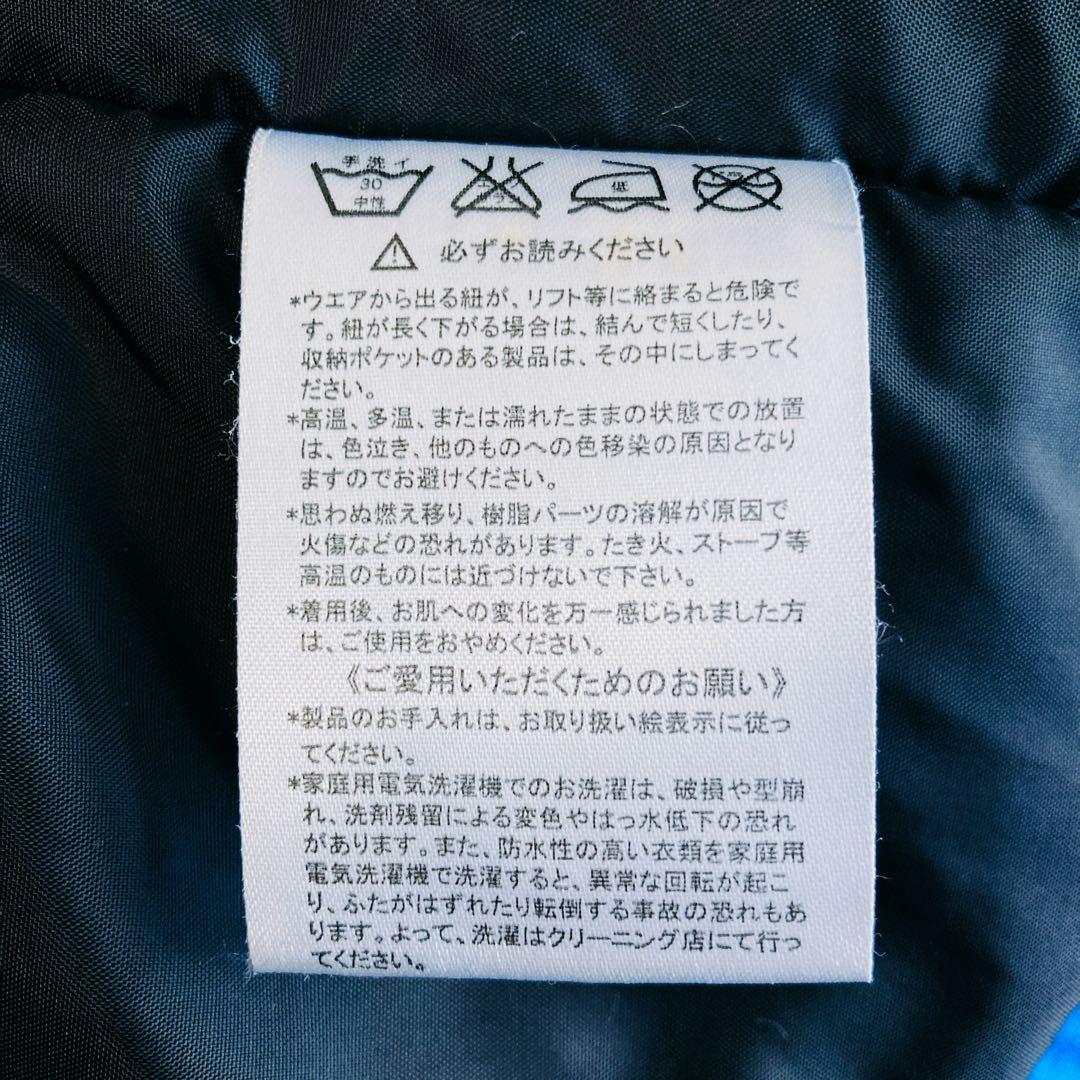 手洗イ
30
中性
エンソ
サラシ
低
必ずお読みください
*ウエアから出る紐が、リフト等に絡まると危険で
す。紐が長く下がる場合は、結んで短くしたり、
収納ポケットのある製品は、その中にしまってく
ださい。
*高温、多温、または濡れたままの状態での放置
は、色泣き、他のものへの色移染の原因となり
ますのでお避けください。
*思わぬ燃え移り、樹脂パーツの溶解が原因で
火傷などの恐れがあります。たき火、ストーブ等
高温のものには近づけないで下さい。
*着用後、お肌への変化を万一感じられました方
は、ご使用をおやめください。
《ご愛用いただくためのお願い》
*製品のお手入れは、お取り扱い絵表示に従っ
てください。
*家庭用電気洗濯機でのお洗濯は、破損や型崩
れ、洗剤残留による変色やはっ水低下の恐れ
があります。また、防水性の高い衣類を家庭用
電気洗濯機で洗濯すると、異常な回転が起こ
り、ふたがはずれたり転倒する事故の恐れもあ
ります。よって、洗濯はクリーニング店にて行っ
てください。